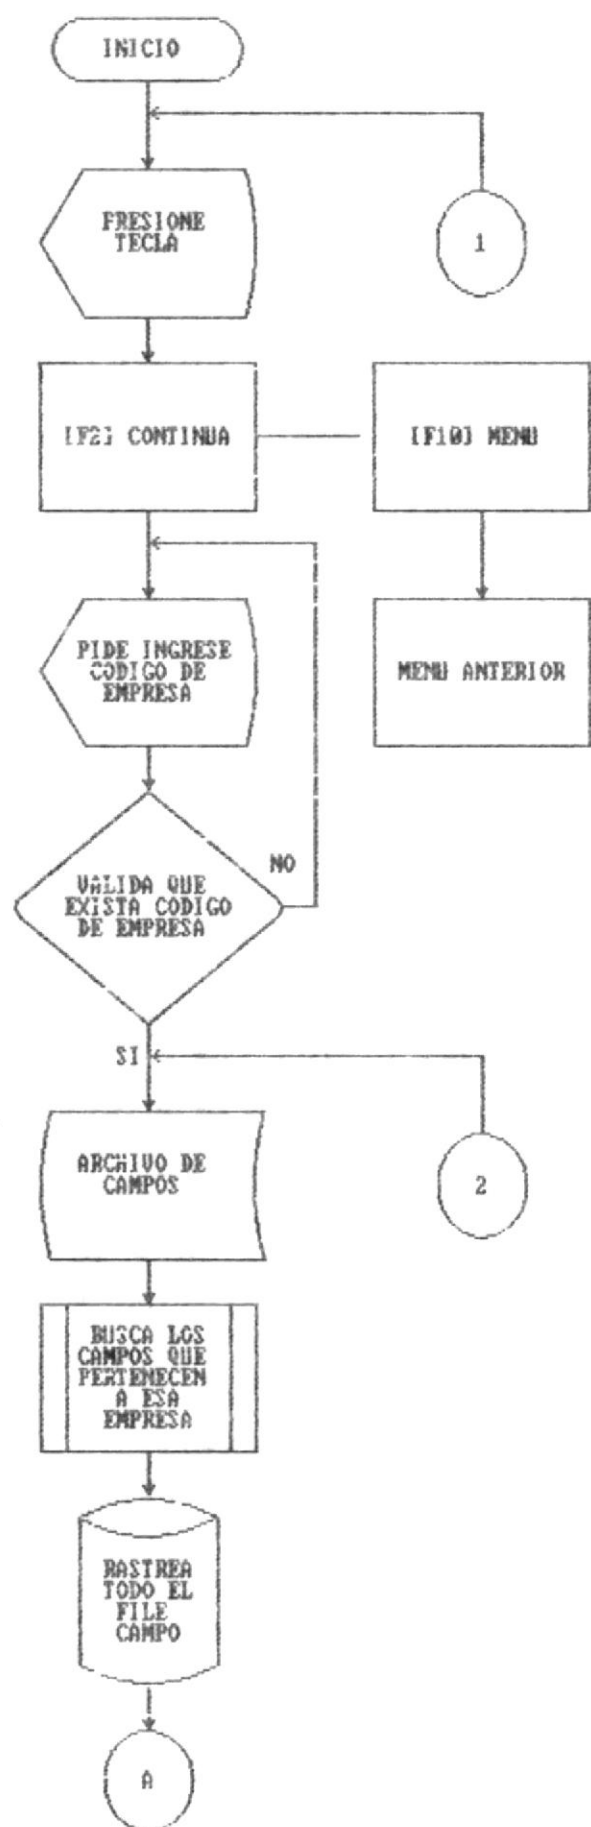 INICIO
PRESIONE
TECLA
1
[F2] CONTINUA
[F10] MENU
PIDE INGRESE
CODIGO DE
EMPRESA
MENU ANTERIOR
NO
VALIDA QUE
EXISTA CODIGO
DE EMPRESA
SI
ARCHIVO DE
CAMPOS
2
BUSCA LOS
CAMPOS QUE
PERTENECEN
A ESA
EMPRESA
RASTREA
TODO EL
FILE
CAMPO
A